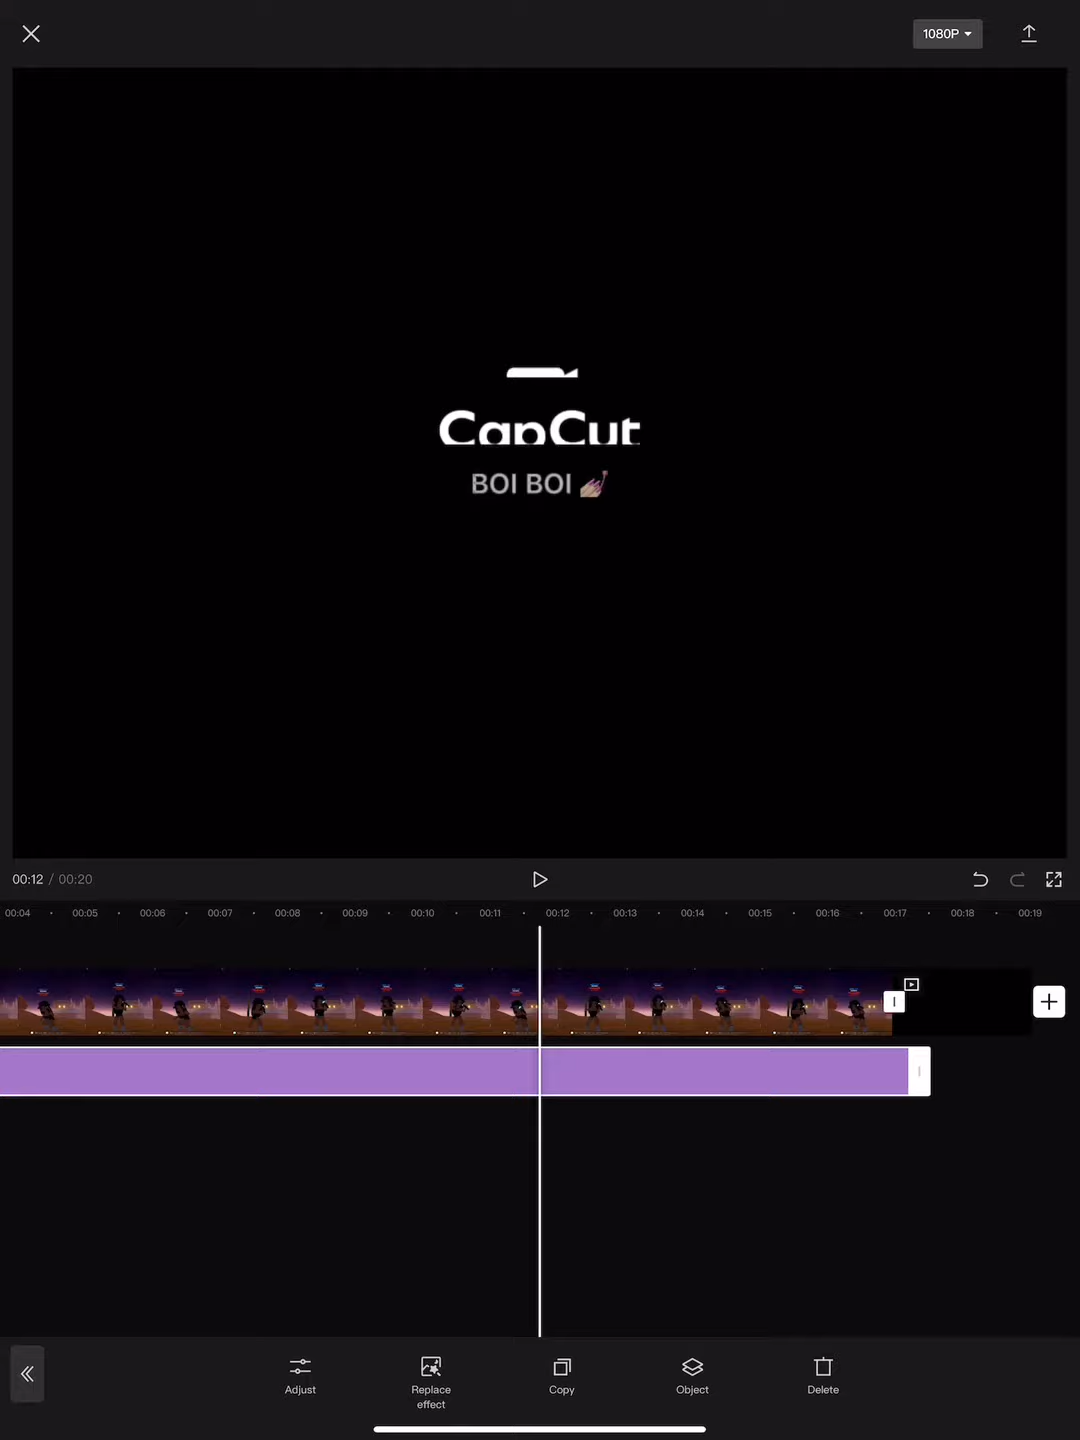 1080P
CapCut
BOI BOI 💅🏼
00:12 / 00:20
00:04 00:05 00:06 00:07 00:08 00:09 00:10 00:11 00:12 00:13 00:14 00:15 00:16 00:17 00:18 00:19
Adjust
Replace effect
Copy
Object
Delete